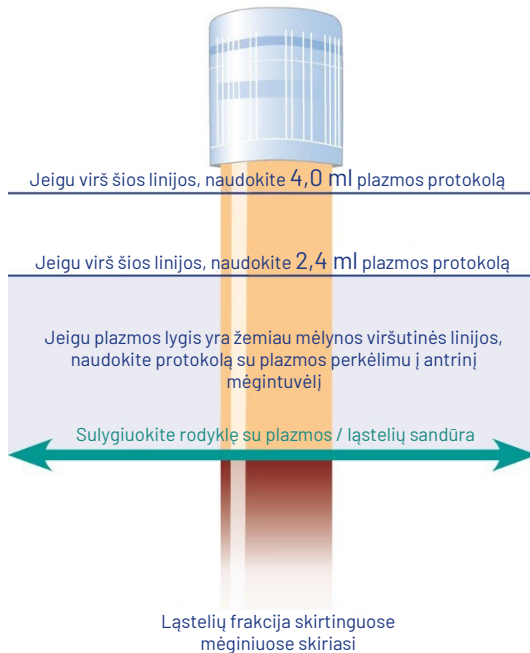 Jeigu virš šios linijos, naudokite 4,0 ml plazmos protokolą
Jeigu virš šios linijos, naudokite 2,4 ml plazmos protokolą
Jeigu plazmos lygis yra žemiau mėlynos viršutinės linijos,
naudokite protokolą su plazmos perkėlimu į antrinį
mėgintuvėlį
Sulygiuokite rodyklę su plazmos / ląstelių sandūra
Ląstelių frakcija skirtinguose
mėginiuose skiriasi